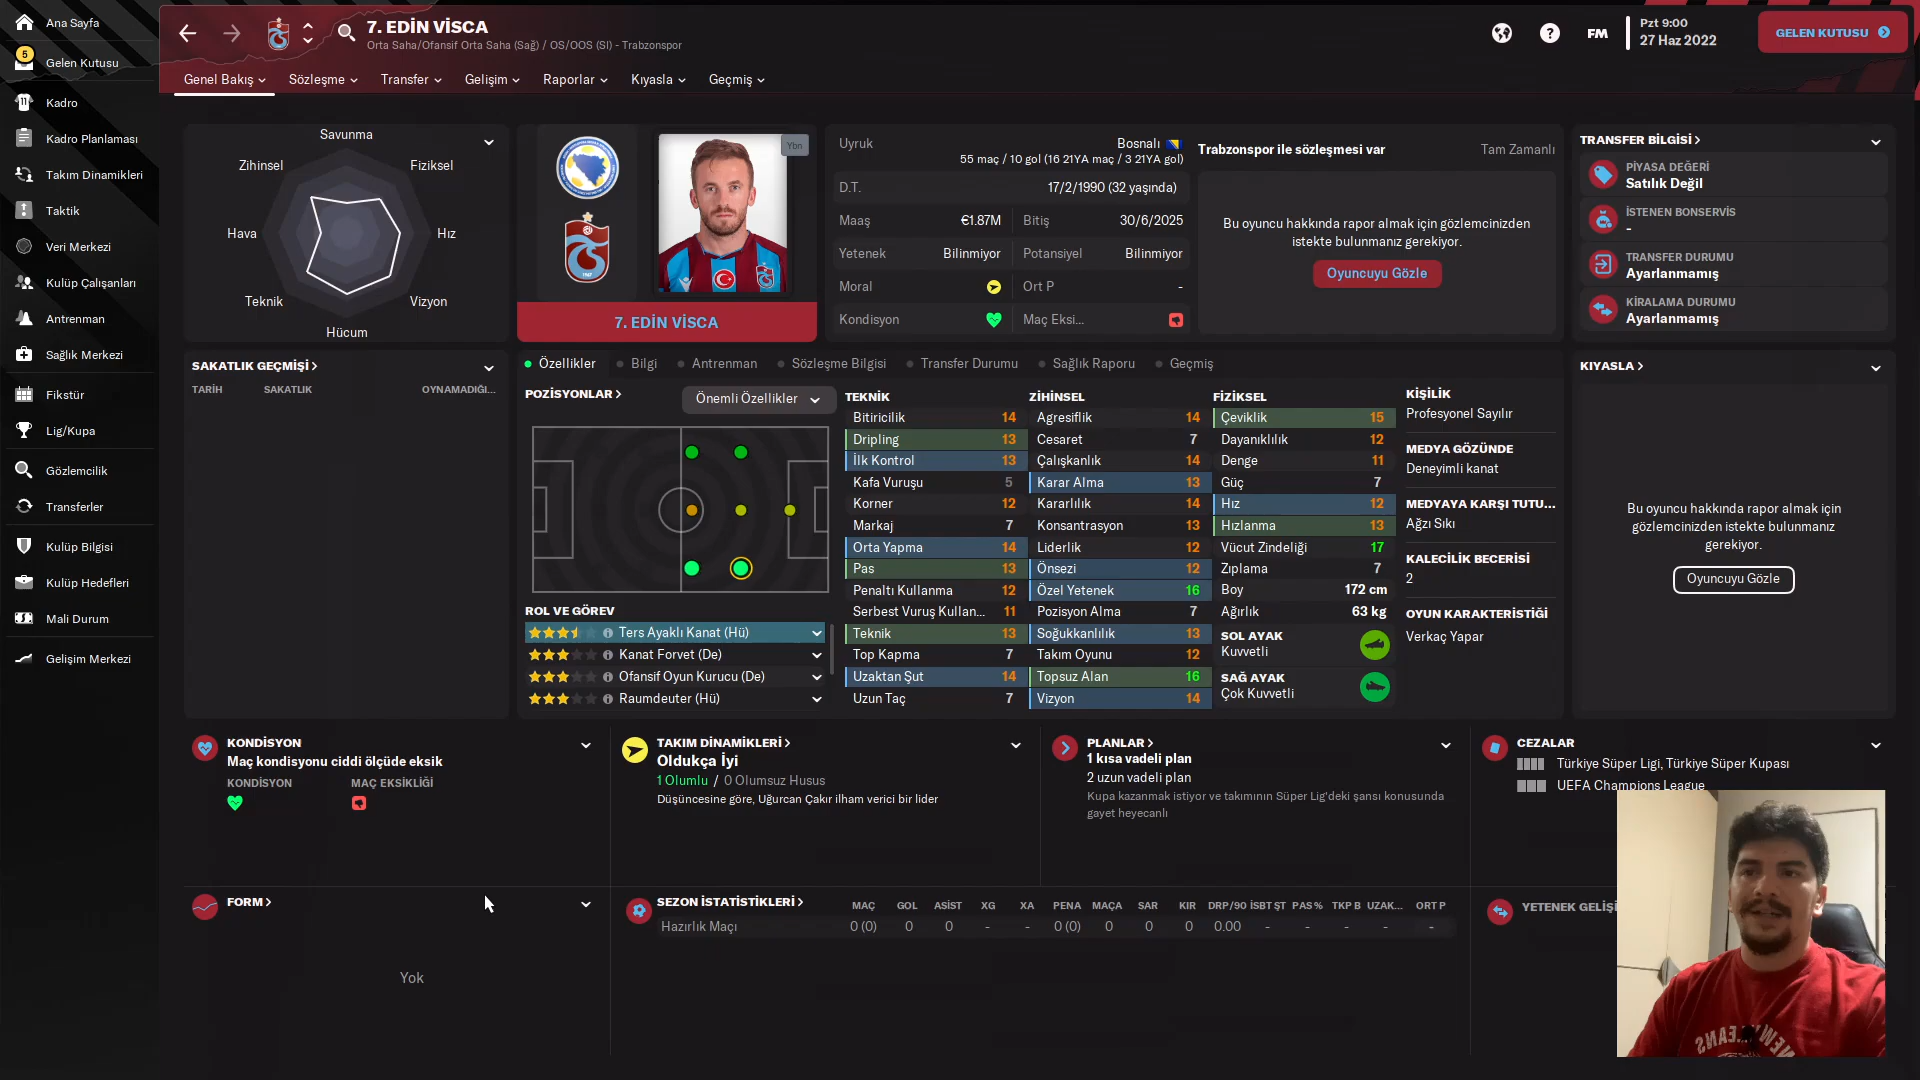 Ana Sayfa
5
Gelen Kutusu
Kadro
Kadro Planlaması
Takım Dinamikleri
Taktik
Veri Merkezi
Kulüp Çalışanları
Antrenman
Sağlık Merkezi
Fikstür
Lig/Kupa
Gözlemcilik
Transferler
Kulüp Bilgisi
Kulüp Hedefleri
Mali Durum
Gelişim Merkezi
7. EDİN VİSCA
Orta Saha/Ofansif Orta Saha (Sağ) / OS/OOS (Sl) - Trabzonspor
FM
Pzt 9:00
27 Haz 2022
GELEN KUTUSU
Genel Bakış Sözleşme Transfer Gelişim Raporlar Kıyasla Geçmiş
Savunma
Zihinsel Fiziksel
Hava Hız
Teknik Vizyon
Hücum
Ybn
7. EDİN VİSCA
Uyruk Bosnalı
55 maç / 10 gol (16 21YA maç / 3 21YA gol)
D.T. 17/2/1990 (32 yaşında)
Maaş €1.87M Bitiş 30/6/2025
Yetenek Bilinmiyor Potansiyel Bilinmiyor
Moral Ort P -
Kondisyon Maç Eksi...
Trabzonspor ile sözleşmesi var Tam Zamanlı
Bu oyuncu hakkında rapor almak için gözlemcinizden
istekte bulunmanız gerekiyor.
Oyuncuyu Gözle
TRANSFER BİLGİSİ
PİYASA DEĞERİ
Satılık Değil
İSTENEN BONSERVİS
-
TRANSFER DURUMU
Ayarlanmamış
KİRALAMA DURUMU
Ayarlanmamış
SAKATLIK GEÇMİŞİ
TARİH SAKATLIK OYNAMADIĞI...
Özellikler Bilgi Antrenman Sözleşme Bilgisi Transfer Durumu Sağlık Raporu Geçmiş
POZİSYONLAR
Önemli Özellikler
ROL VE GÖREV
Ters Ayaklı Kanat (Hü)
Kanat Forvet (De)
Ofansif Oyun Kurucu (De)
Raumdeuter (Hü)
TEKNİK
Bitiricilik 14
Dripling 13
İlk Kontrol 13
Kafa Vuruşu 5
Korner 12
Markaj 7
Orta Yapma 14
Pas 13
Penaltı Kullanma 12
Serbest Vuruş Kullan... 11
Teknik 13
Top Kapma 7
Uzaktan Şut 14
Uzun Taç 7
ZİHİNSEL
Agresiflik 14
Cesaret 7
Çalışkanlık 14
Karar Alma 13
Kararlılık 14
Konsantrasyon 13
Liderlik 12
Önsezi 12
Özel Yetenek 16
Pozisyon Alma 7
Soğukkanlılık 13
Takım Oyunu 12
Topsuz Alan 16
Vizyon 14
FİZİKSEL
Çeviklik 15
Dayanıklılık 12
Denge 11
Güç 7
Hız 12
Hızlanma 13
Vücut Zindeliği 17
Zıplama 7
Boy 172 cm
Ağırlık 63 kg
SOL AYAK
Kuvvetli
SAĞ AYAK
Çok Kuvvetli
KİŞİLİK
Profesyonel Sayılır
MEDYA GÖZÜNDE
Deneyimli kanat
MEDYAYA KARŞI TUTU...
Ağzı Sıkı
KALECİLİK BECERİSİ
2
OYUN KARAKTERİSTİĞİ
Verkaç Yapar
KIYASLA
Bu oyuncu hakkında rapor almak için
gözlemcinizden istekte bulunmanız
gerekiyor.
Oyuncuyu Gözle
KONDİSYON
Maç kondisyonu ciddi ölçüde eksik
KONDİSYON MAÇ EKSİKLİĞİ
TAKIM DİNAMİKLERİ
Oldukça İyi
1 Olumlu / 0 Olumsuz Husus
Düşüncesine göre, Uğurcan Çakır ilham verici bir lider
PLANLAR
1 kısa vadeli plan
2 uzun vadeli plan
Kupa kazanmak istiyor ve takımının Süper Lig'deki şansı konusunda
gayet heyecanlı
CEZALAR
Türkiye Süper Ligi, Türkiye Süper Kupası
UEFA Champions League
FORM
Yok
SEZON İSTATİSTİKLERİ MAÇ GOL ASİST XG XA PENA MAÇA SAR KIR DRP/90 İSBT ŞT PAS % TKP B UZAK... ORT P
Hazırlık Maçı 0 (0) 0 0 - - 0 (0) 0 0 0 0.00 - - - - -
YETENEK GELİŞİ
NEW ORLEANS